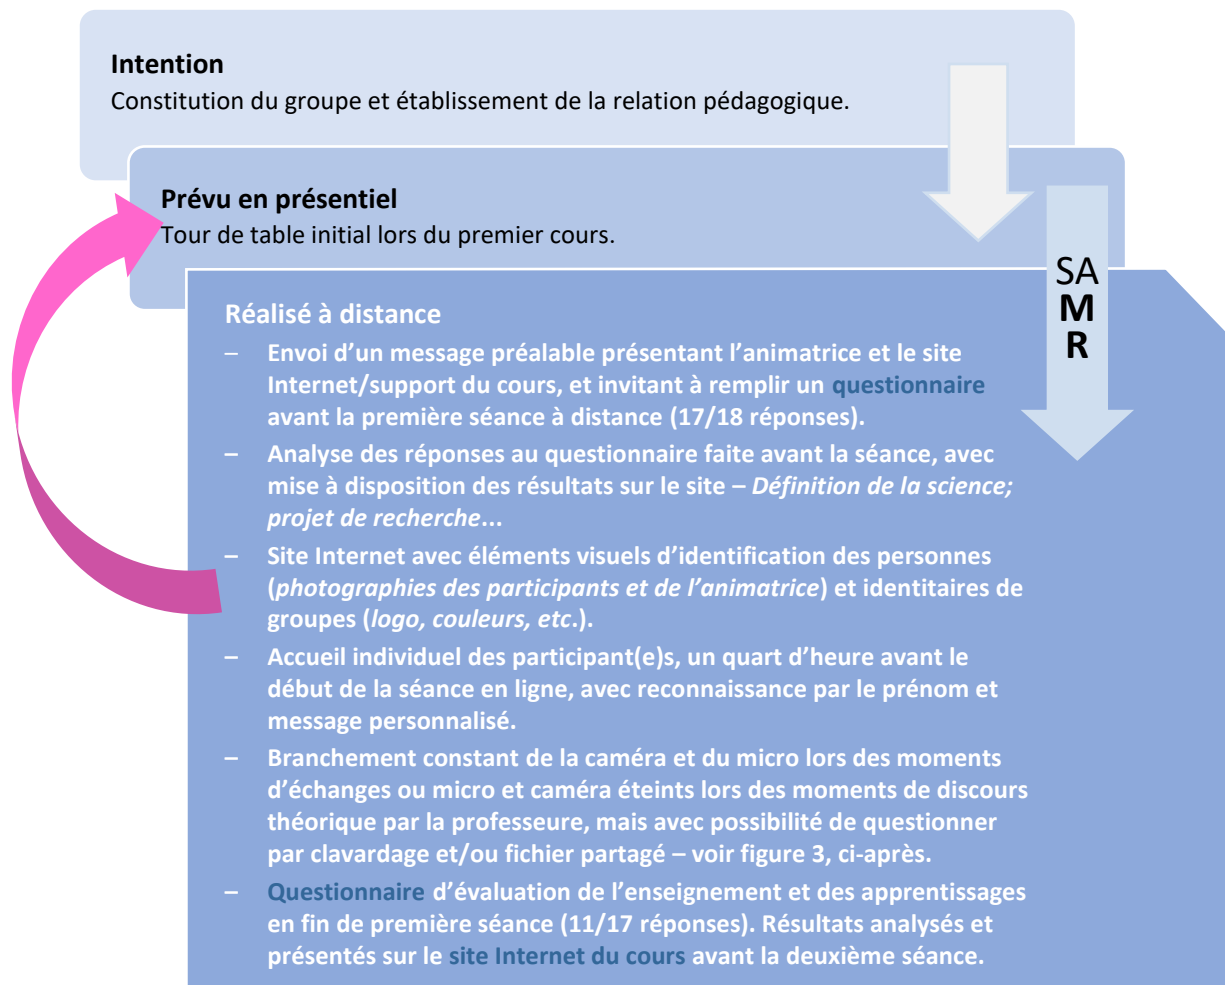 Intention
Constitution du groupe et établissement de la relation pédagogique.
Prévu en présentiel
Tour de table initial lors du premier cours.
SA
M
R
Réalisé à distance
– Envoi d’un message préalable présentant l’animatrice et le site
Internet/support du cours, et invitant à remplir un questionnaire
avant la première séance à distance (17/18 réponses).
– Analyse des réponses au questionnaire faite avant la séance, avec
mise à disposition des résultats sur le site – Définition de la science;
projet de recherche...
– Site Internet avec éléments visuels d’identification des personnes
(photographies des participants et de l’animatrice) et identitaires de
groupes (logo, couleurs, etc.).
– Accueil individuel des participant(e)s, un quart d’heure avant le
début de la séance en ligne, avec reconnaissance par le prénom et
message personnalisé.
– Branchement constant de la caméra et du micro lors des moments
d’échanges ou micro et caméra éteints lors des moments de discours
théorique par la professeure, mais avec possibilité de questionner
par clavardage et/ou fichier partagé – voir figure 3, ci-après.
– Questionnaire d’évaluation de l’enseignement et des apprentissages
en fin de première séance (11/17 réponses). Résultats analysés et
présentés sur le site Internet du cours avant la deuxième séance.